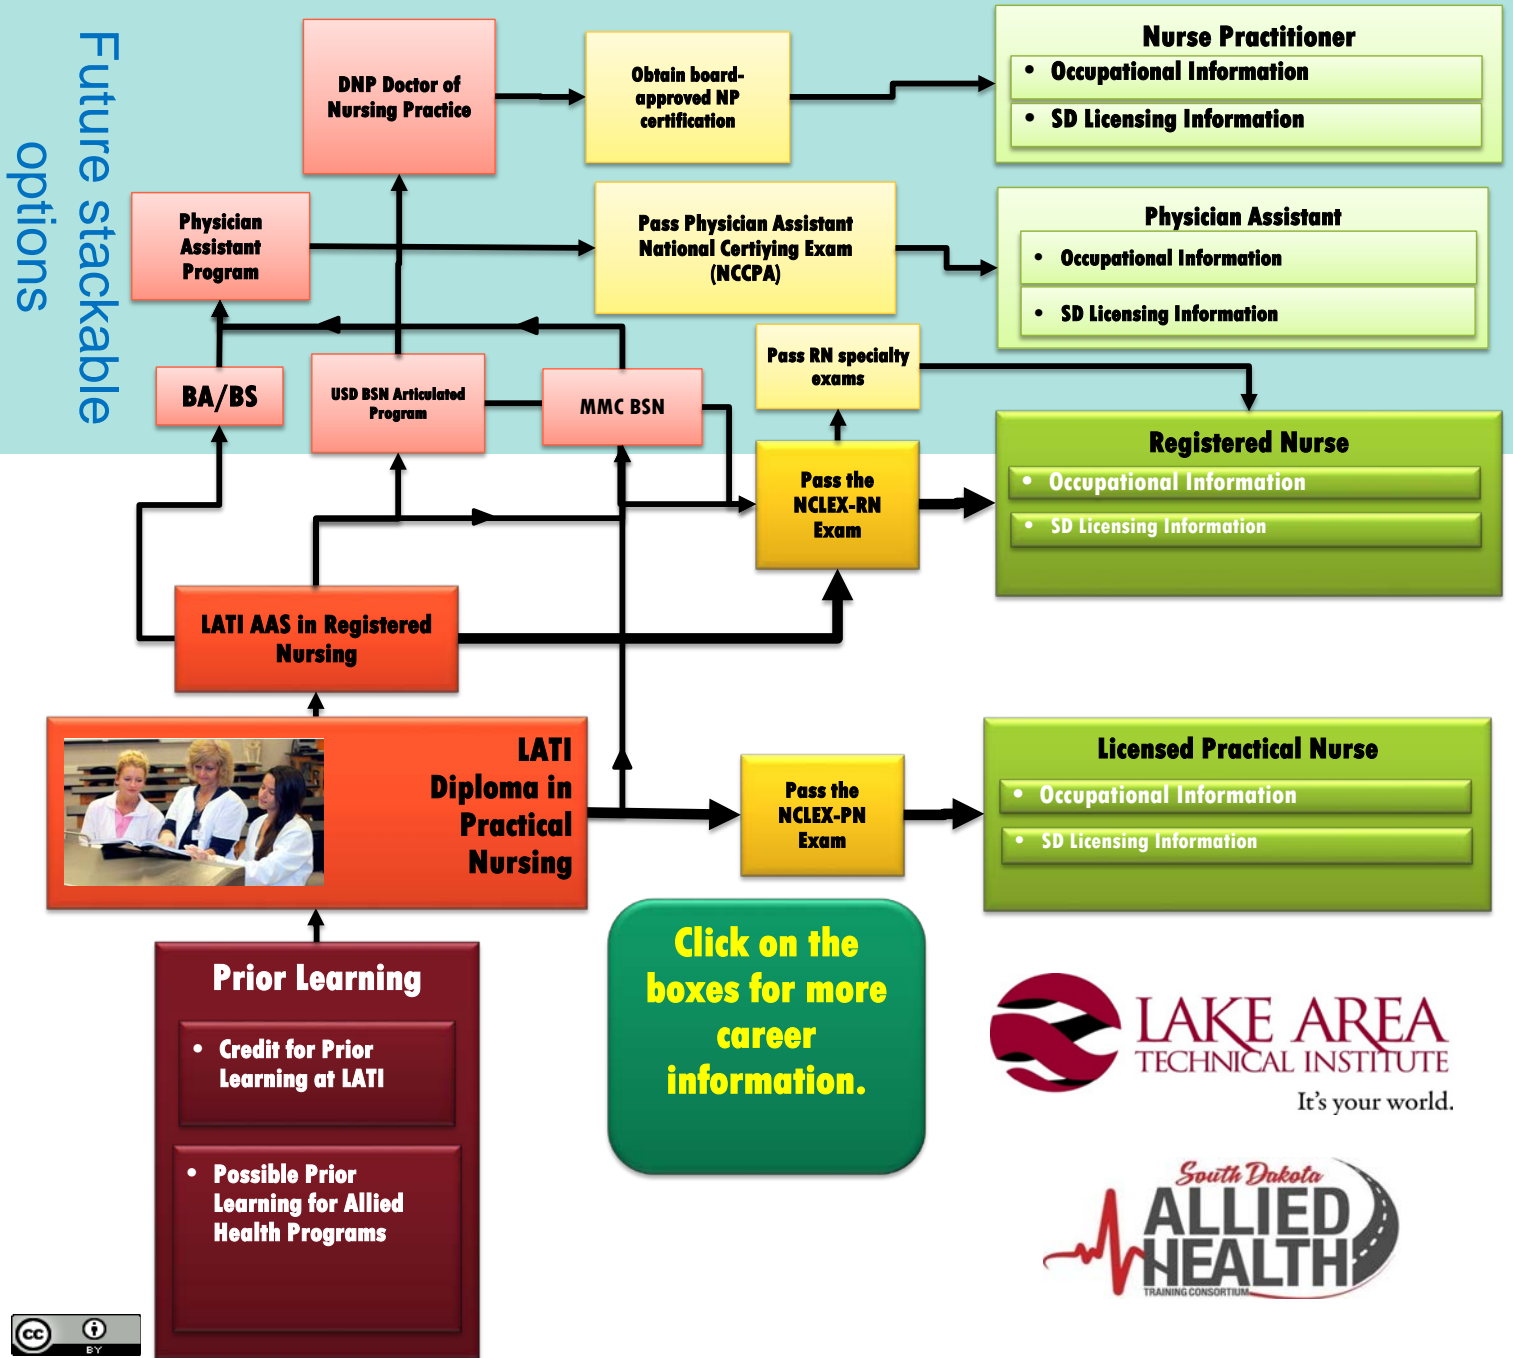 Future stackable
options
DNP Doctor of
Nursing Practice
Obtain board-
approved NP
certification
Nurse Practitioner
• Occupational Information
• SD Licensing Information
Physician
Assistant
Program
Pass Physician Assistant
National Certiying Exam
(NCCPA)
Physician Assistant
• Occupational Information
• SD Licensing Information
BA/BS
USD BSN Articulated
Program
MMC BSN
Pass RN specialty
exams
Pass the
NCLEX-RN
Exam
Registered Nurse
• Occupational Information
• SD Licensing Information
LATI AAS in Registered
Nursing
LATI
Diploma in
Practical
Nursing
Pass the
NCLEX-PN
Exam
Licensed Practical Nurse
• Occupational Information
• SD Licensing Information
Prior Learning
• Credit for Prior
Learning at LATI
• Possible Prior
Learning for Allied
Health Programs
Click on the
boxes for more
career
information.
LAKE AREA
TECHNICAL INSTITUTE
It's your world.
South Dakota
ALLIED
HEALTH
TRAINING CONSORTIUM
cc
BY